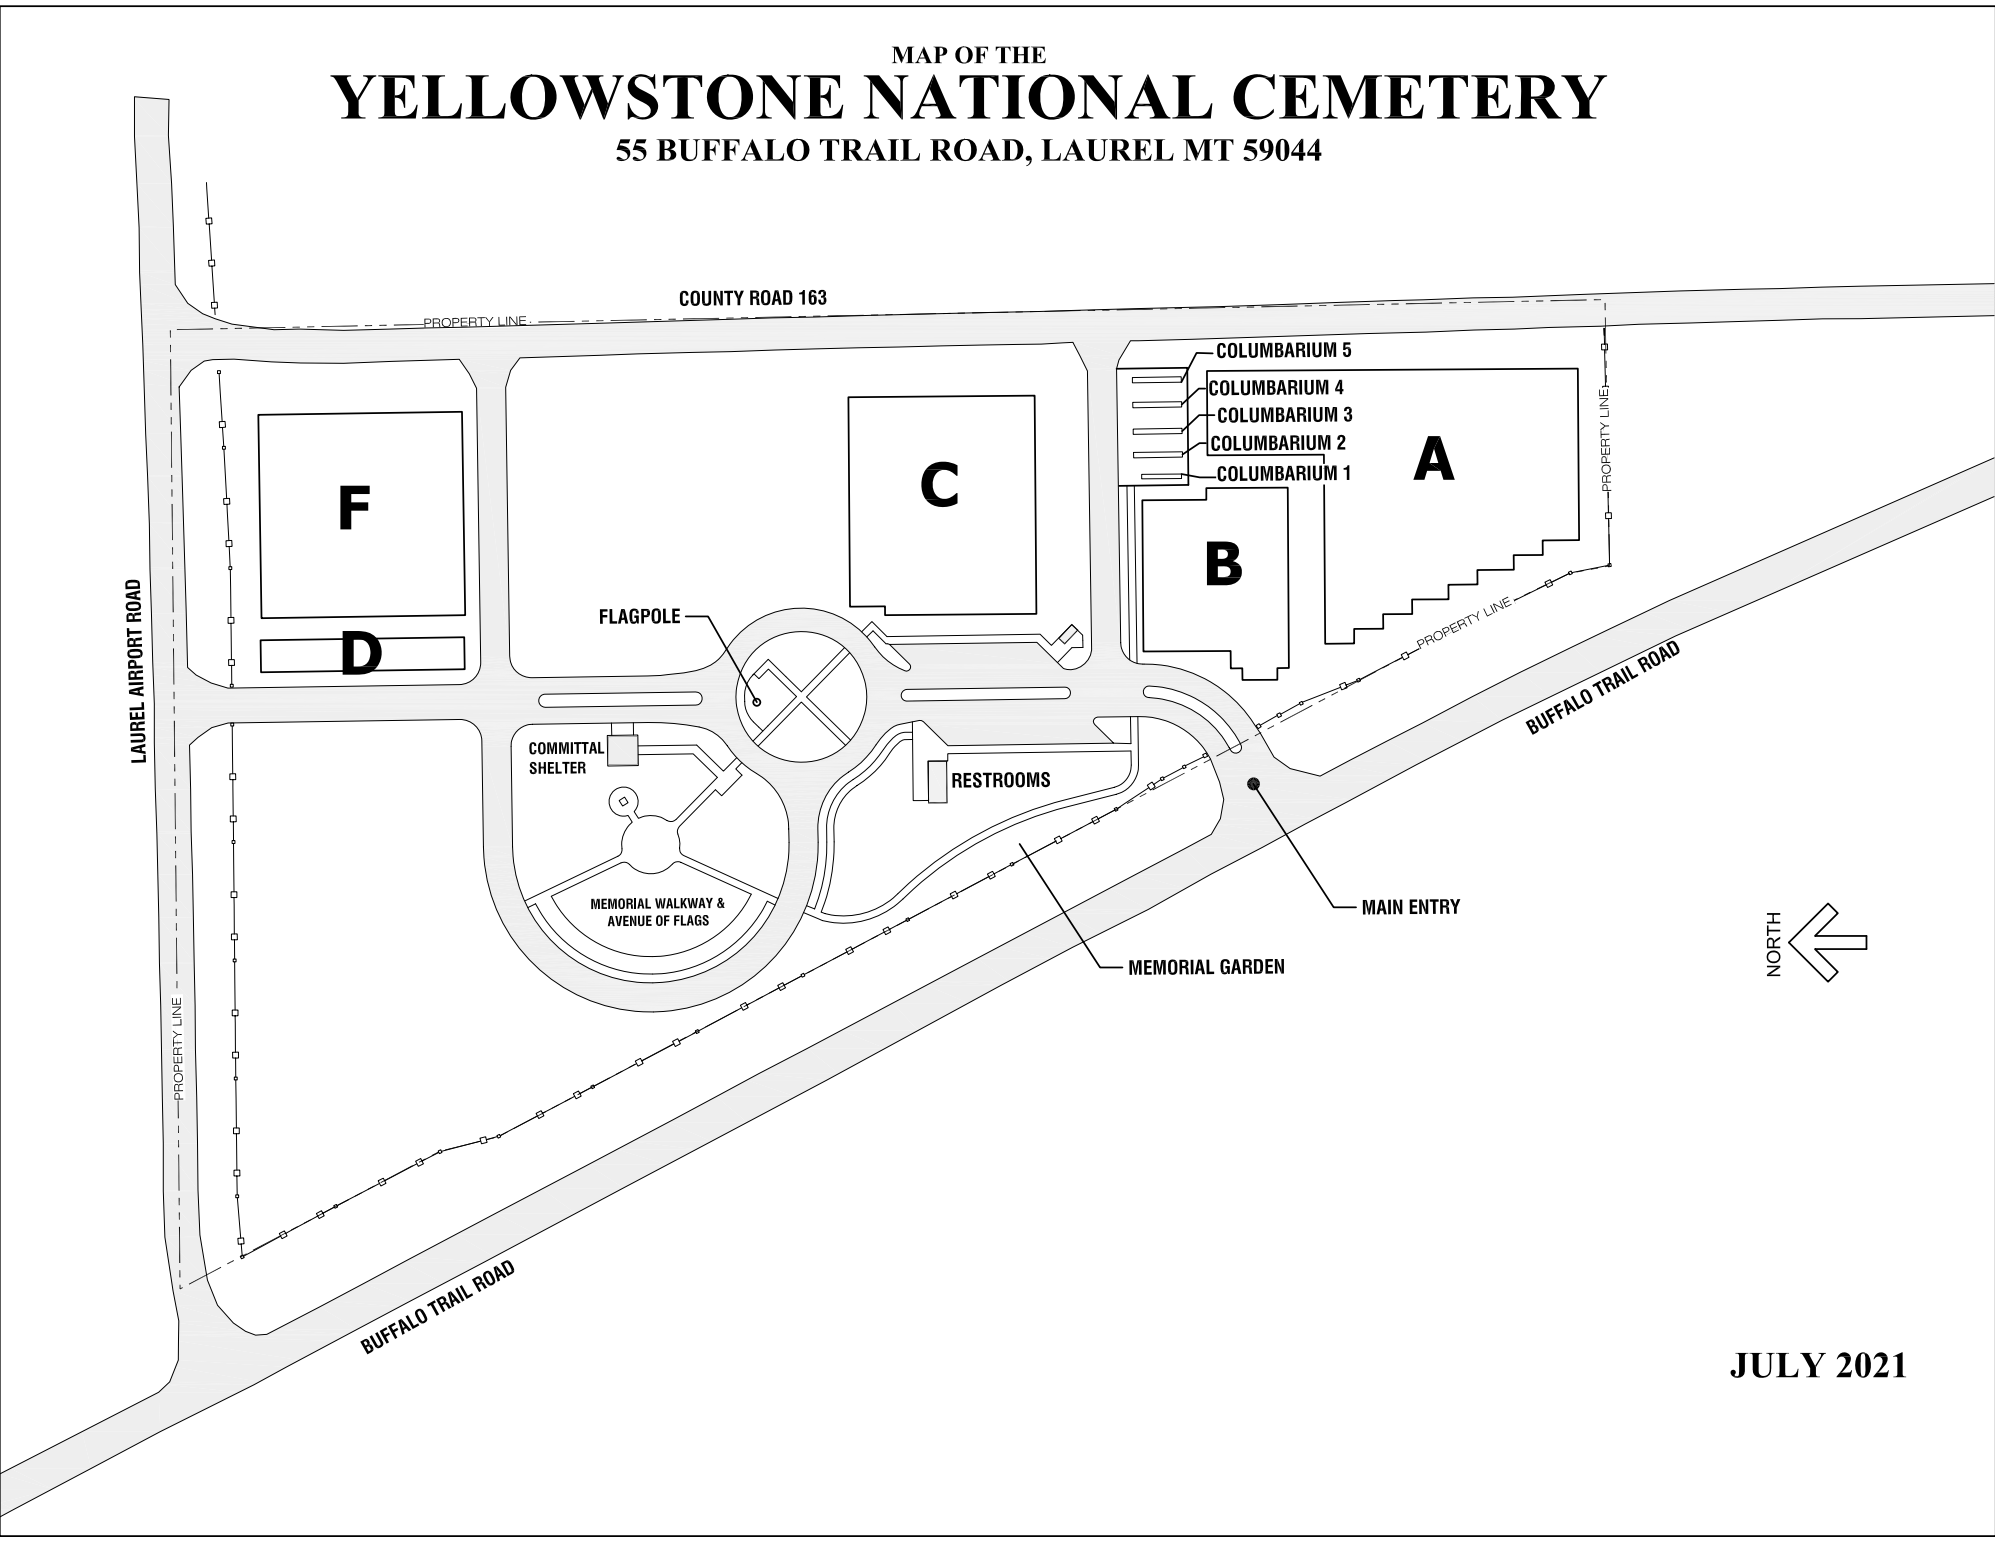 MAP OF THE
YELLOWSTONE NATIONAL CEMETERY
55 BUFFALO TRAIL ROAD, LAUREL MT 59044
COUNTY ROAD 163
PROPERTY LINE
COLUMBARIUM 5
COLUMBARIUM 4
COLUMBARIUM 3
COLUMBARIUM 2
COLUMBARIUM 1
A
PROPERTY LINE
F
C
B
D
FLAGPOLE
LAUREL AIRPORT ROAD
PROPERTY LINE
BUFFALO TRAIL ROAD
COMMITTAL
SHELTER
RESTROOMS
MEMORIAL WALKWAY &
AVENUE OF FLAGS
MAIN ENTRY
MEMORIAL GARDEN
NORTH
PROPERTY LINE
BUFFALO TRAIL ROAD
JULY 2021